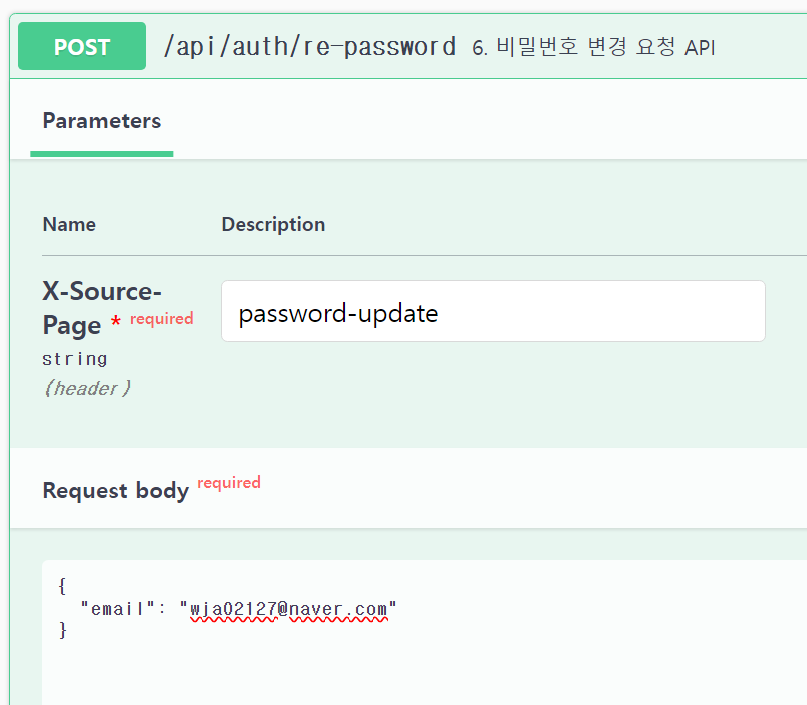 POST /api/auth/re-password 6. 비밀번호 변경 요청 API
Parameters
Name Description
X-Source-
Page * required
password-update
string
(header)
Request body required
{
"email": "wja02127@naver.com"
}